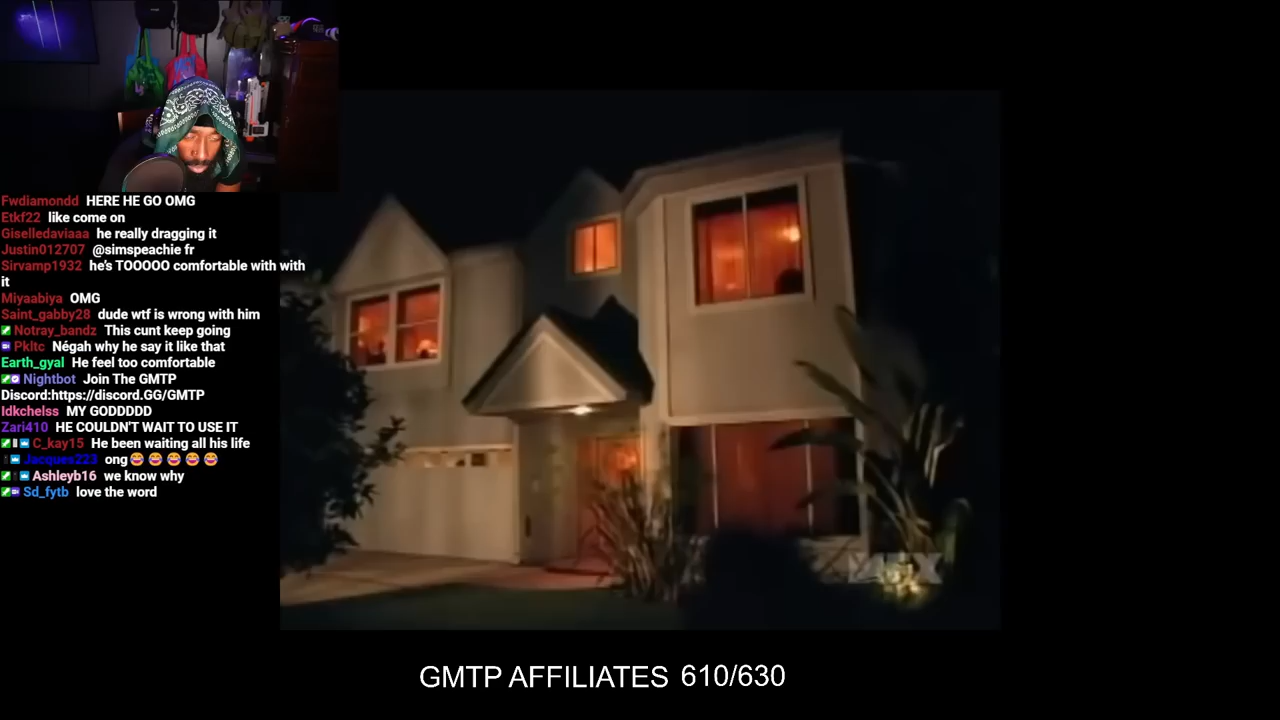 Fwdiamondd HERE HE GO OMG
Etkf22 like come on
Giselledaviaaa he really dragging it
Justin012707 @simspeachie fr
Sirvamp1932 he's TOOOOO comfortable with with
it
Miyaabiya OMG
Saint_gabby28 dude wtf is wrong with him
Notray_bandz This cunt keep going
Pkltc Négah why he say it like that
Earth_gyal He feel too comfortable
Nightbot Join The GMTP
Discord:https://discord.GG/GMTP
Idkchelss MY GODDDDD
Zari410 HE COULDN'T WAIT TO USE IT
C_kay15 He been waiting all his life
Jacques223 ong😂😂😂😂😂
Ashleyb16 we know why
Sd_fytb love the word
GMTP AFFILIATES 610/630